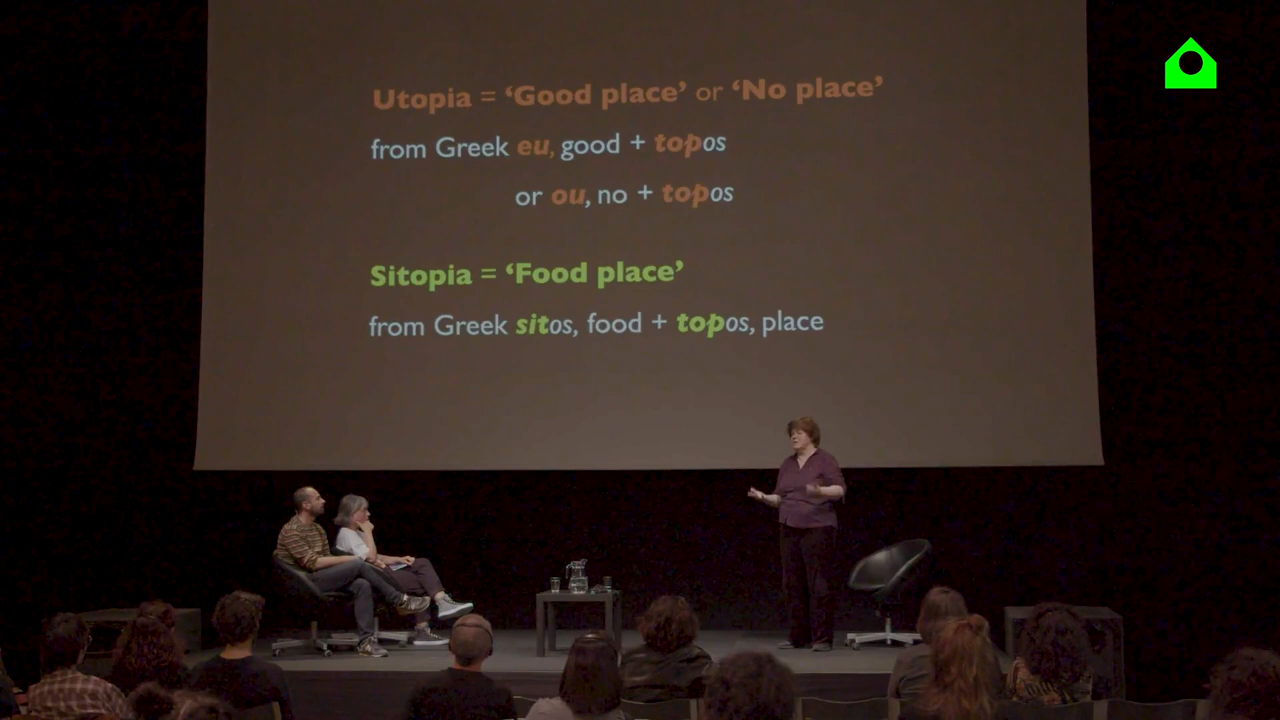 Utopia = ‘Good place’ or ‘No place’
from Greek eu, good + topos
or ou, no + topos
Sitopia = ‘Food place’
from Greek sitos, food + topos, place